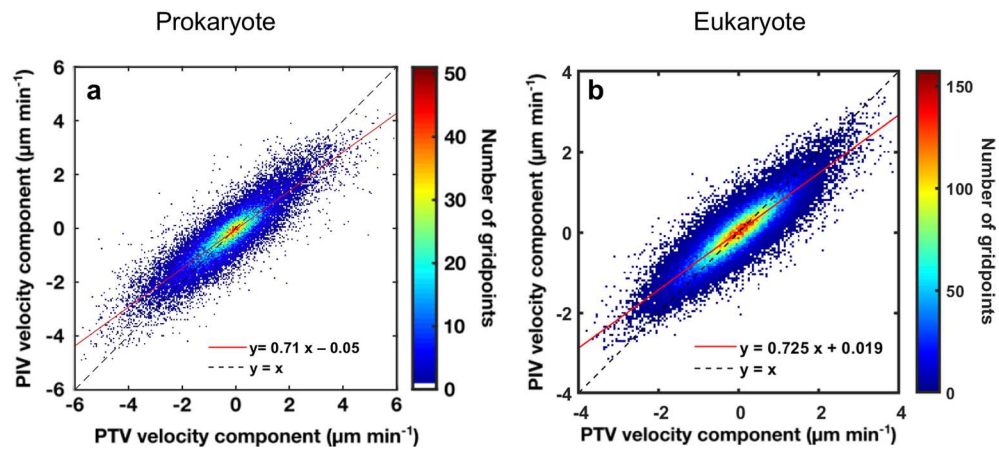 Prokaryote
Eukaryote
a
6
4
2
0
-2
-4
-6
-6
-4
-2
0
2
4
6
PIV velocity component (µm min⁻¹)
PTV velocity component (µm min⁻¹)
y= 0.71 x – 0.05
y = x
50
40
30
20
10
0
Number of gridpoints
b
4
2
0
-2
-4
-4
-2
0
2
4
PIV velocity component (µm min⁻¹)
PTV velocity component (µm min⁻¹)
y = 0.725 x + 0.019
y = x
150
100
50
0
Number of gridpoints